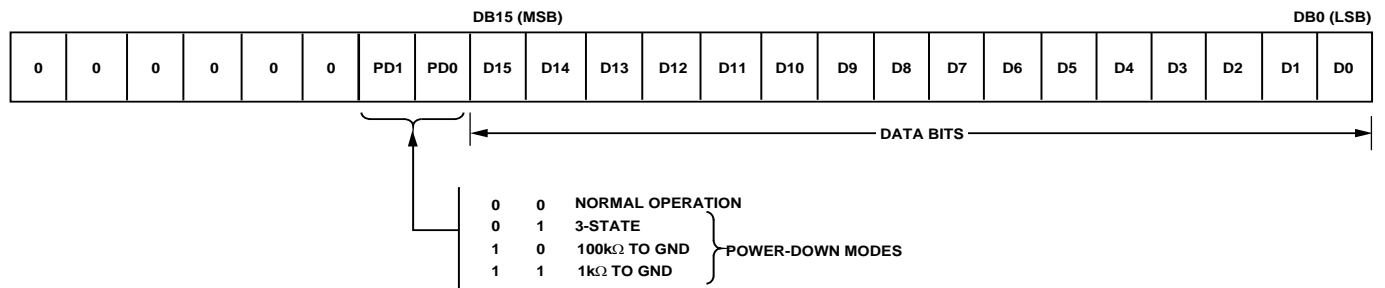 DB15 (MSB) DB0 (LSB)
0 0 0 0 0 0 PD1 PD0 D15 D14 D13 D12 D11 D10 D9 D8 D7 D6 D5 D4 D3 D2 D1 D0
DATA BITS
0 0 NORMAL OPERATION
0 1 3-STATE
1 0 100kΩ TO GND
POWER-DOWN MODES
1 1 1kΩ TO GND